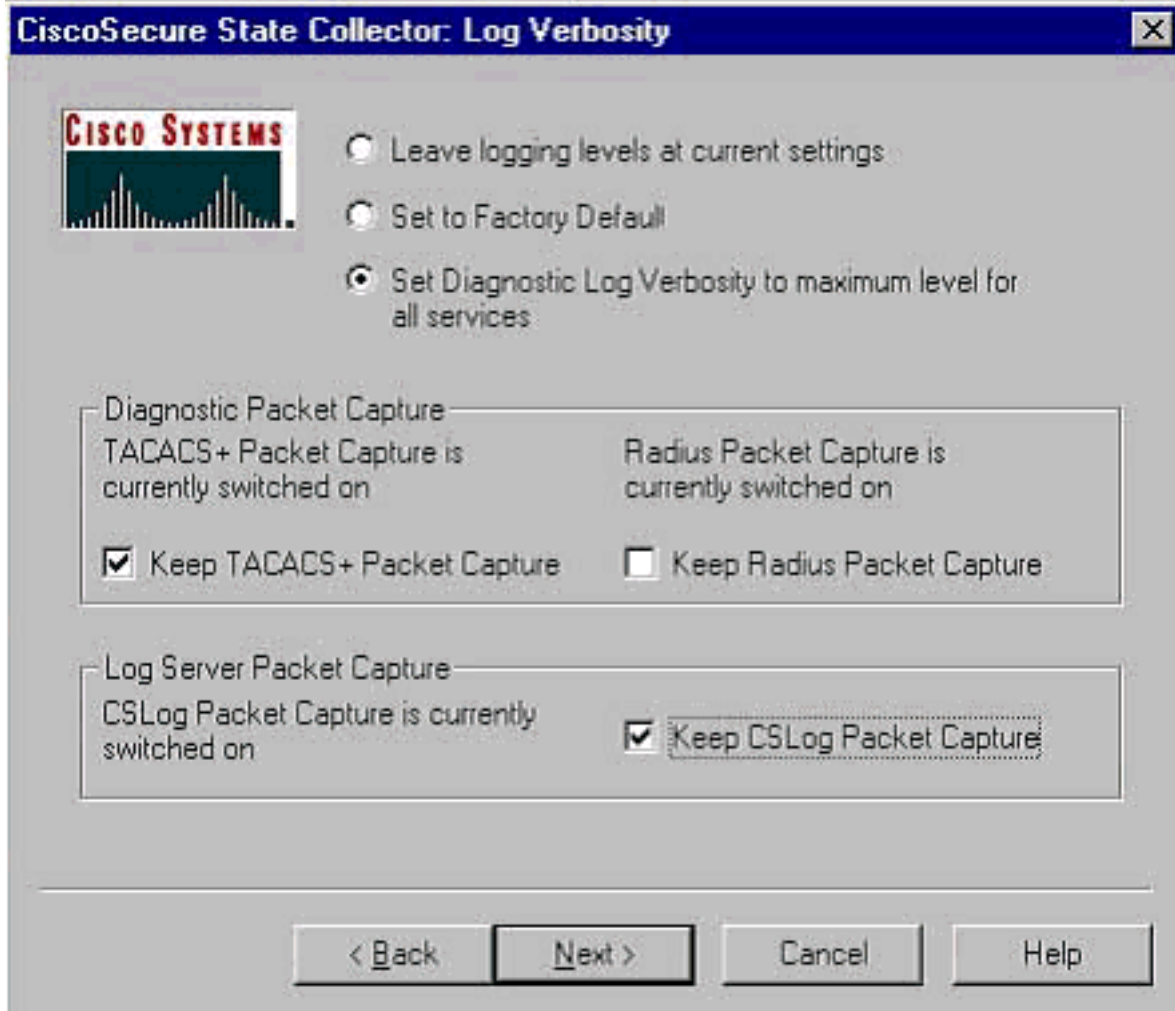 CiscoSecure State Collector: Log Verbosity
CISCO SYSTEMS
Leave logging levels at current settings
Set to Factory Default
Set Diagnostic Log Verbosity to maximum level for
all services
Diagnostic Packet Capture
TACACS+ Packet Capture is
currently switched on
Keep TACACS+ Packet Capture
Radius Packet Capture is
currently switched on
Keep Radius Packet Capture
Log Server Packet Capture
CSLog Packet Capture is currently
switched on
Keep CSLog Packet Capture
< Back
Next >
Cancel
Help